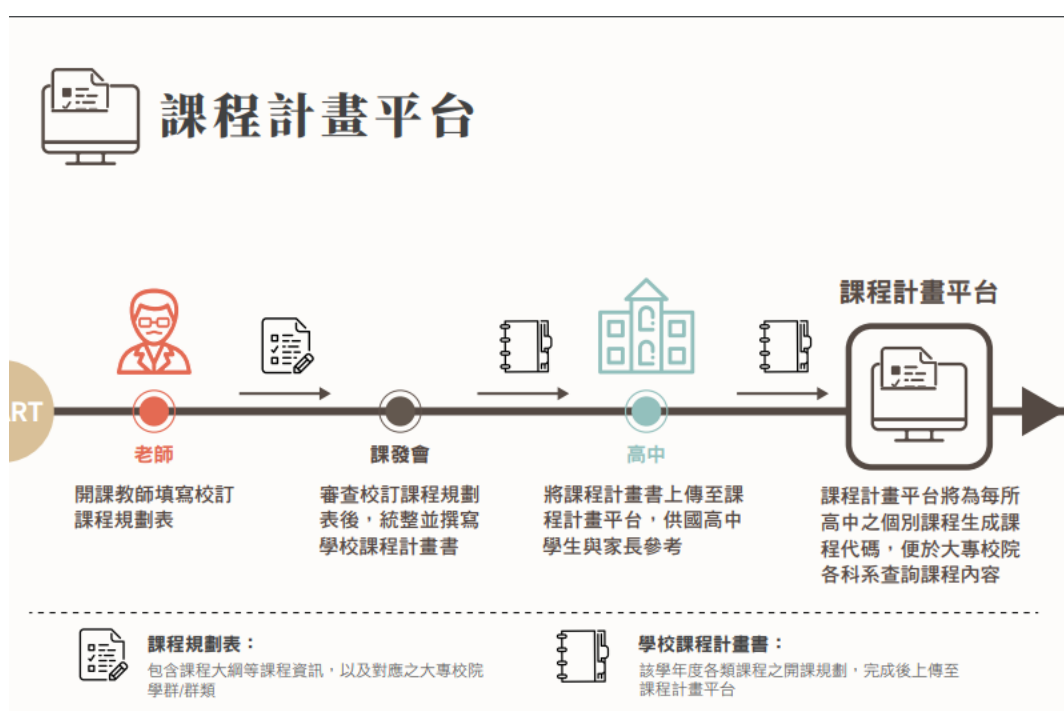 課程計畫平台
課程計畫平台
ART
老師
課發會
高中
開課教師填寫校訂
課程規劃表
審查校訂課程規劃
表後，統整並撰寫
學校課程計畫書
將課程計畫書上傳至課
程計畫平台，供國高中
學生與家長參考
課程計畫平台將為每所
高中之個別課程生成課
程代碼，便於大專校院
各科系查詢課程內容
課程規劃表：
包含課程大綱等課程資訊，以及對應之大專校院
學群/群類
學校課程計畫書：
該學年度各類課程之開課規劃，完成後上傳至
課程計畫平台